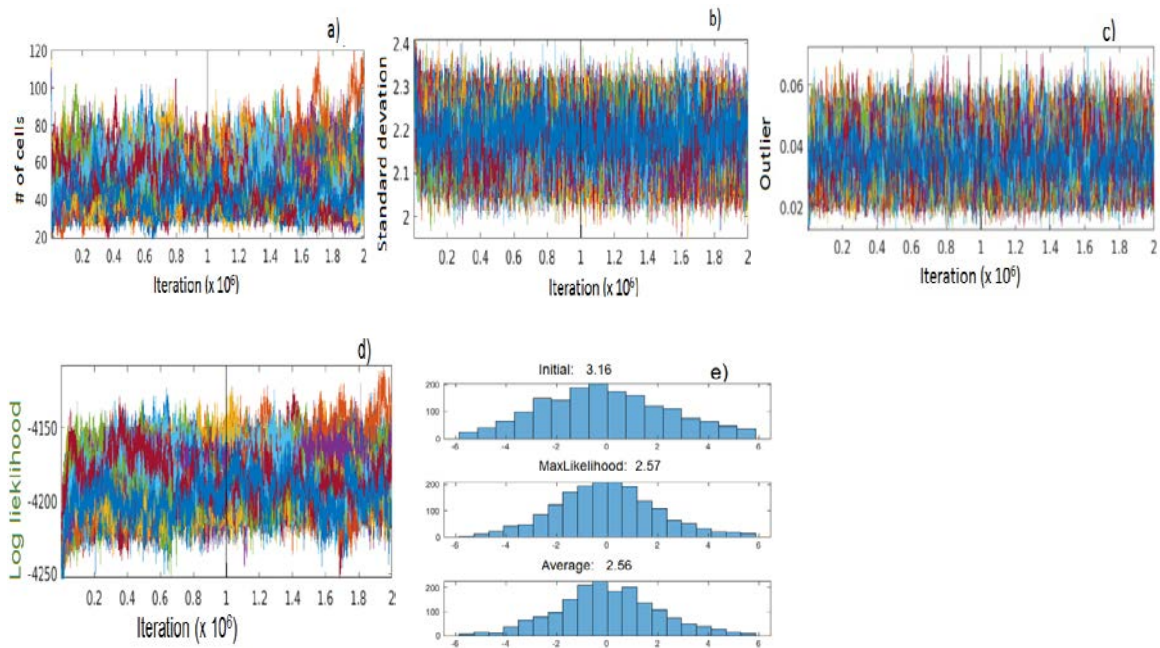 a)
120
100
80
60
40
20
# of cells
0.2 0.4 0.6 0.8 1 1.2 1.4 1.6 1.8 2
Iteration (x 10⁶)
b)
2.4
2.3
2.2
2.1
2
Standard devation
0.2 0.4 0.6 0.8 1 1.2 1.4 1.6 1.8 2
Iteration (x 10⁶)
c)
0.06
0.04
0.02
Outlier
0.2 0.4 0.6 0.8 1 1.2 1.4 1.6 1.8 2
Iteration (x 10⁶)
d)
-4150
-4200
-4250
Log lieklihood
0.2 0.4 0.6 0.8 1 1.2 1.4 1.6 1.8 2
Iteration (x 10⁶)
e)
Initial: 3.16
200
100
0
-6 -4 -2 0 2 4 6
MaxLikelihood: 2.57
200
100
0
-6 -4 -2 0 2 4 6
Average: 2.56
200
100
0
-6 -4 -2 0 2 4 6